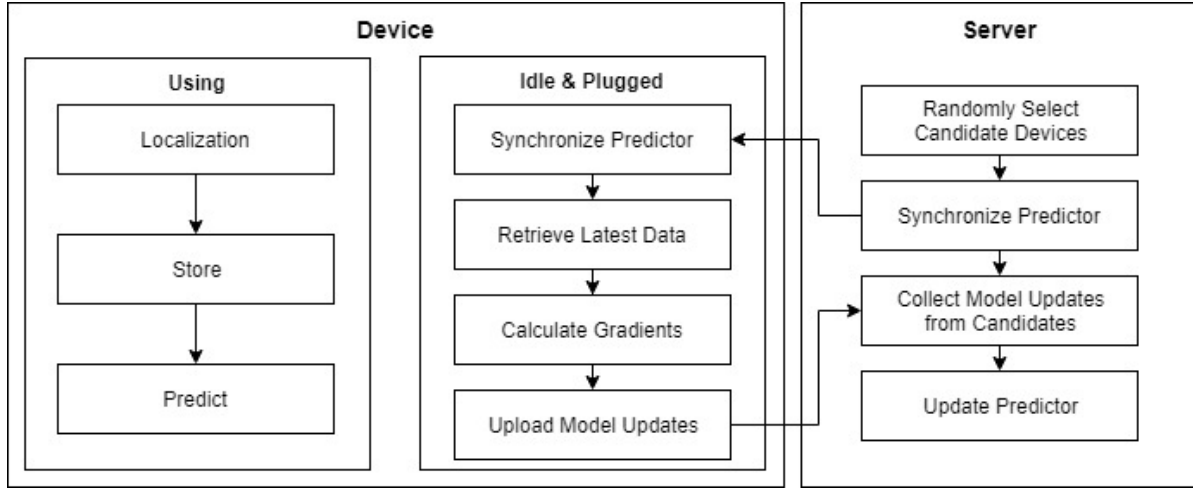 Device
Using
Localization
Store
Predict
Idle & Plugged
Synchronize Predictor
Retrieve Latest Data
Calculate Gradients
Upload Model Updates
Server
Randomly Select
Candidate Devices
Synchronize Predictor
Collect Model Updates
from Candidates
Update Predictor